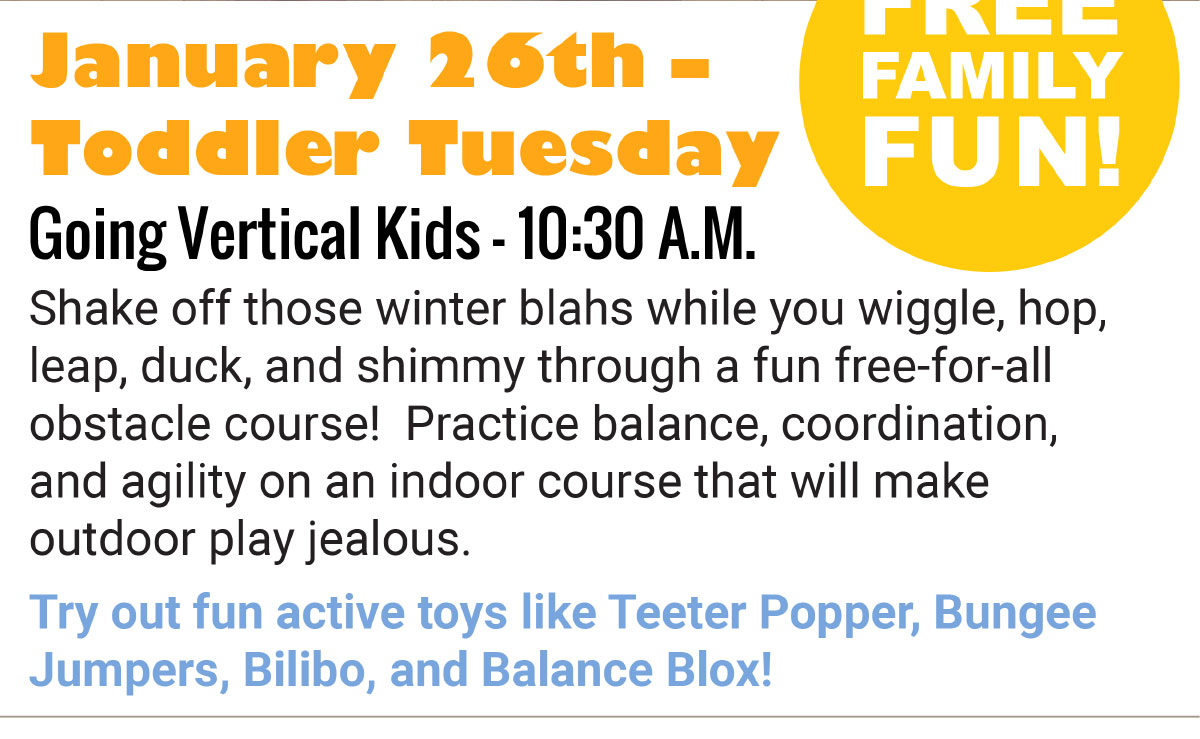 January 26th –
Toddler Tuesday
Going Vertical Kids - 10:30 A.M.
Shake off those winter blahs while you wiggle, hop,
leap, duck, and shimmy through a fun free-for-all
obstacle course!  Practice balance, coordination,
and agility on an indoor course that will make
outdoor play jealous.
Try out fun active toys like Teeter Popper, Bungee
Jumpers, Bilibo, and Balance Blox!
FREE
FAMILY
FUN!